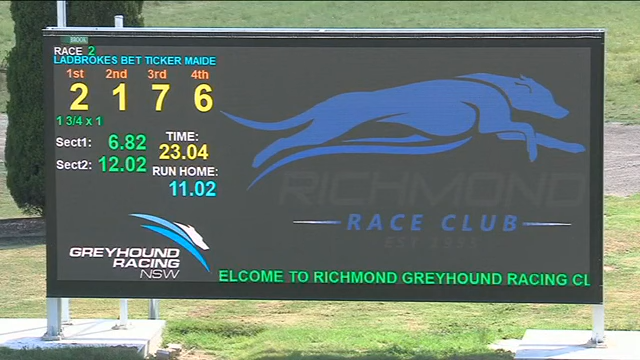 RACE 2
LADBROKES BET TICKER MAIDE
1st 2nd 3rd 4th
2 1 7 6
1 3/4 x 1
Sect1: 6.82
Sect2: 12.02
TIME:
23.04
RUN HOME:
11.02
RICHMOND
RACE CLUB
EST 1935
GREYHOUND
RACING
NSW
ELCOME TO RICHMOND GREYHOUND RACING CL